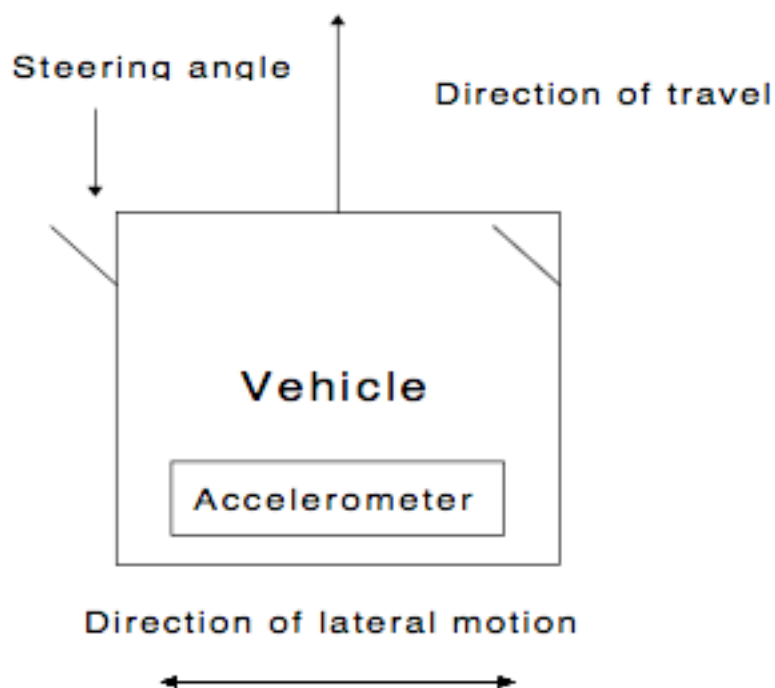 Steering angle
Direction of travel
Vehicle
Accelerometer
Direction of lateral motion